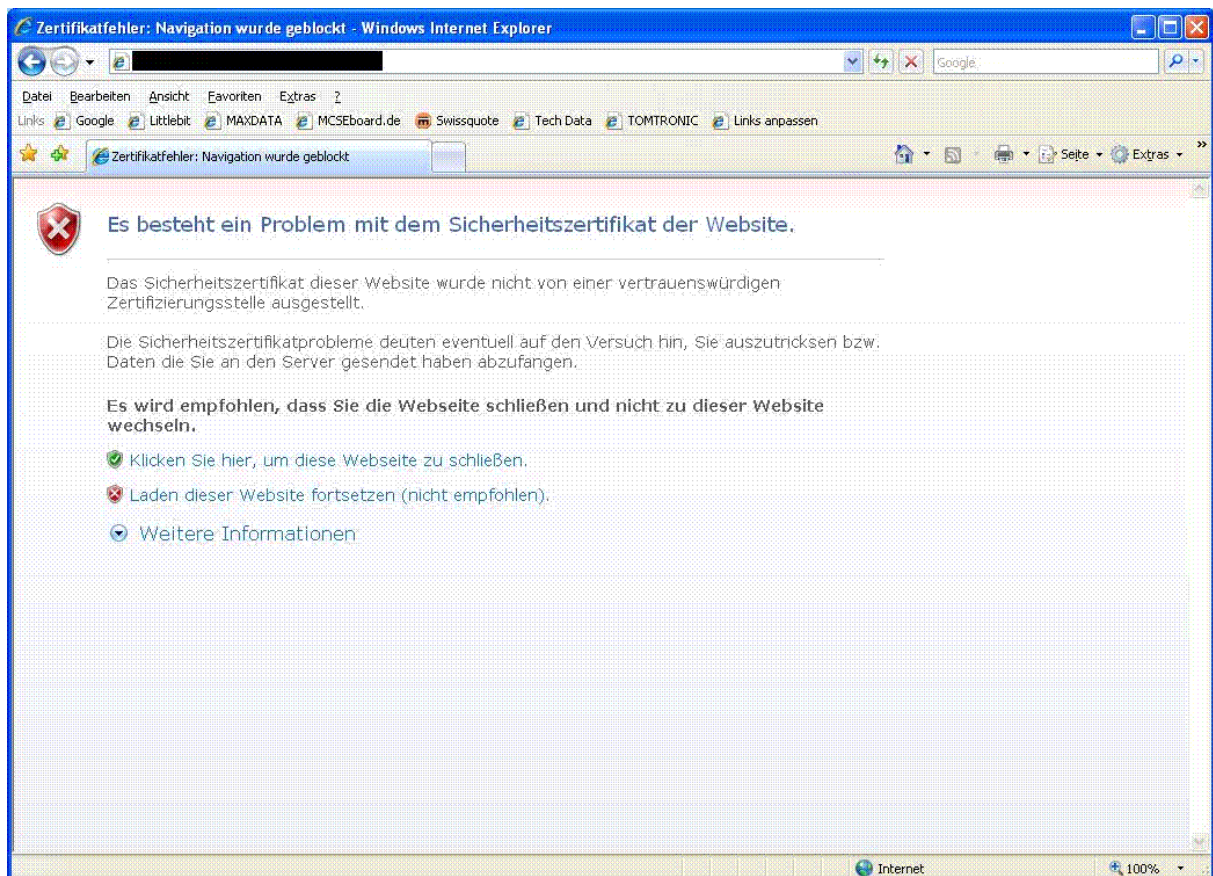 Zertifikatfehler: Navigation wurde geblockt - Windows Internet Explorer
Google
Datei Bearbeiten Ansicht Favoriten Extras ?
Links Google Littlebit MAXDATA MCSEboard.de Swissquote Tech Data TOMTRONIC Links anpassen
Zertifikatfehler: Navigation wurde geblockt Seite Extras »
Es besteht ein Problem mit dem Sicherheitszertifikat der Website.
Das Sicherheitszertifikat dieser Website wurde nicht von einer vertrauenswürdigen
Zertifizierungsstelle ausgestellt.
Die Sicherheitszertifikatprobleme deuten eventuell auf den Versuch hin, Sie auszutricksen bzw.
Daten die Sie an den Server gesendet haben abzufangen.
Es wird empfohlen, dass Sie die Webseite schließen und nicht zu dieser Website
wechseln.
Klicken Sie hier, um diese Webseite zu schließen.
Laden dieser Website fortsetzen (nicht empfohlen).
Weitere Informationen
Internet 100%